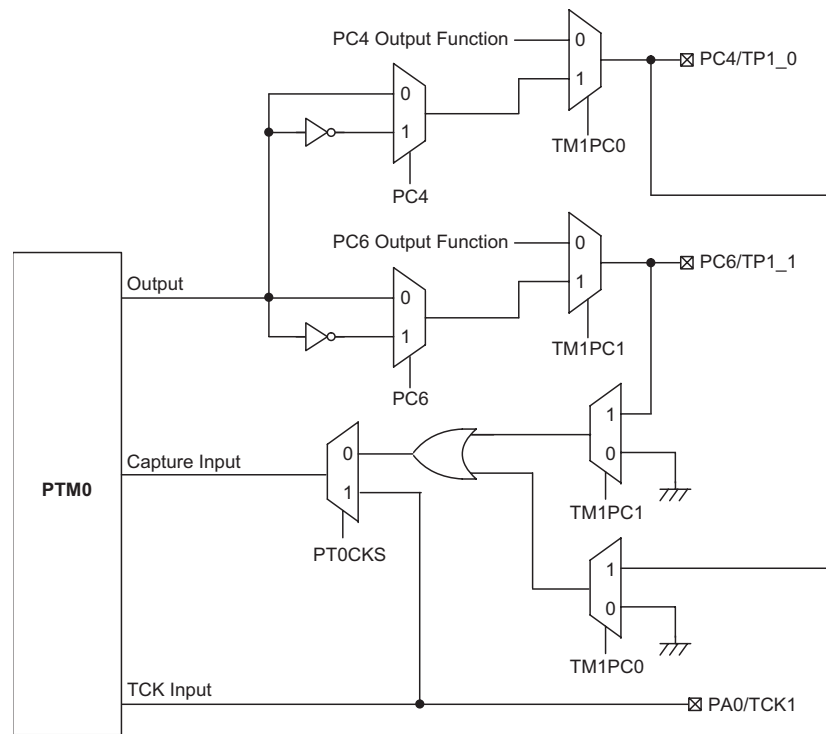 PC4 Output Function
0
1
PC4/TP1_0
TM1PC0
0
1
PC4
PC6 Output Function
0
1
PC6/TP1_1
TM1PC1
Output
0
1
PC6
1
0
TM1PC1
Capture Input
0
1
PT0CKS
PTM0
1
0
TM1PC0
TCK Input
PA0/TCK1